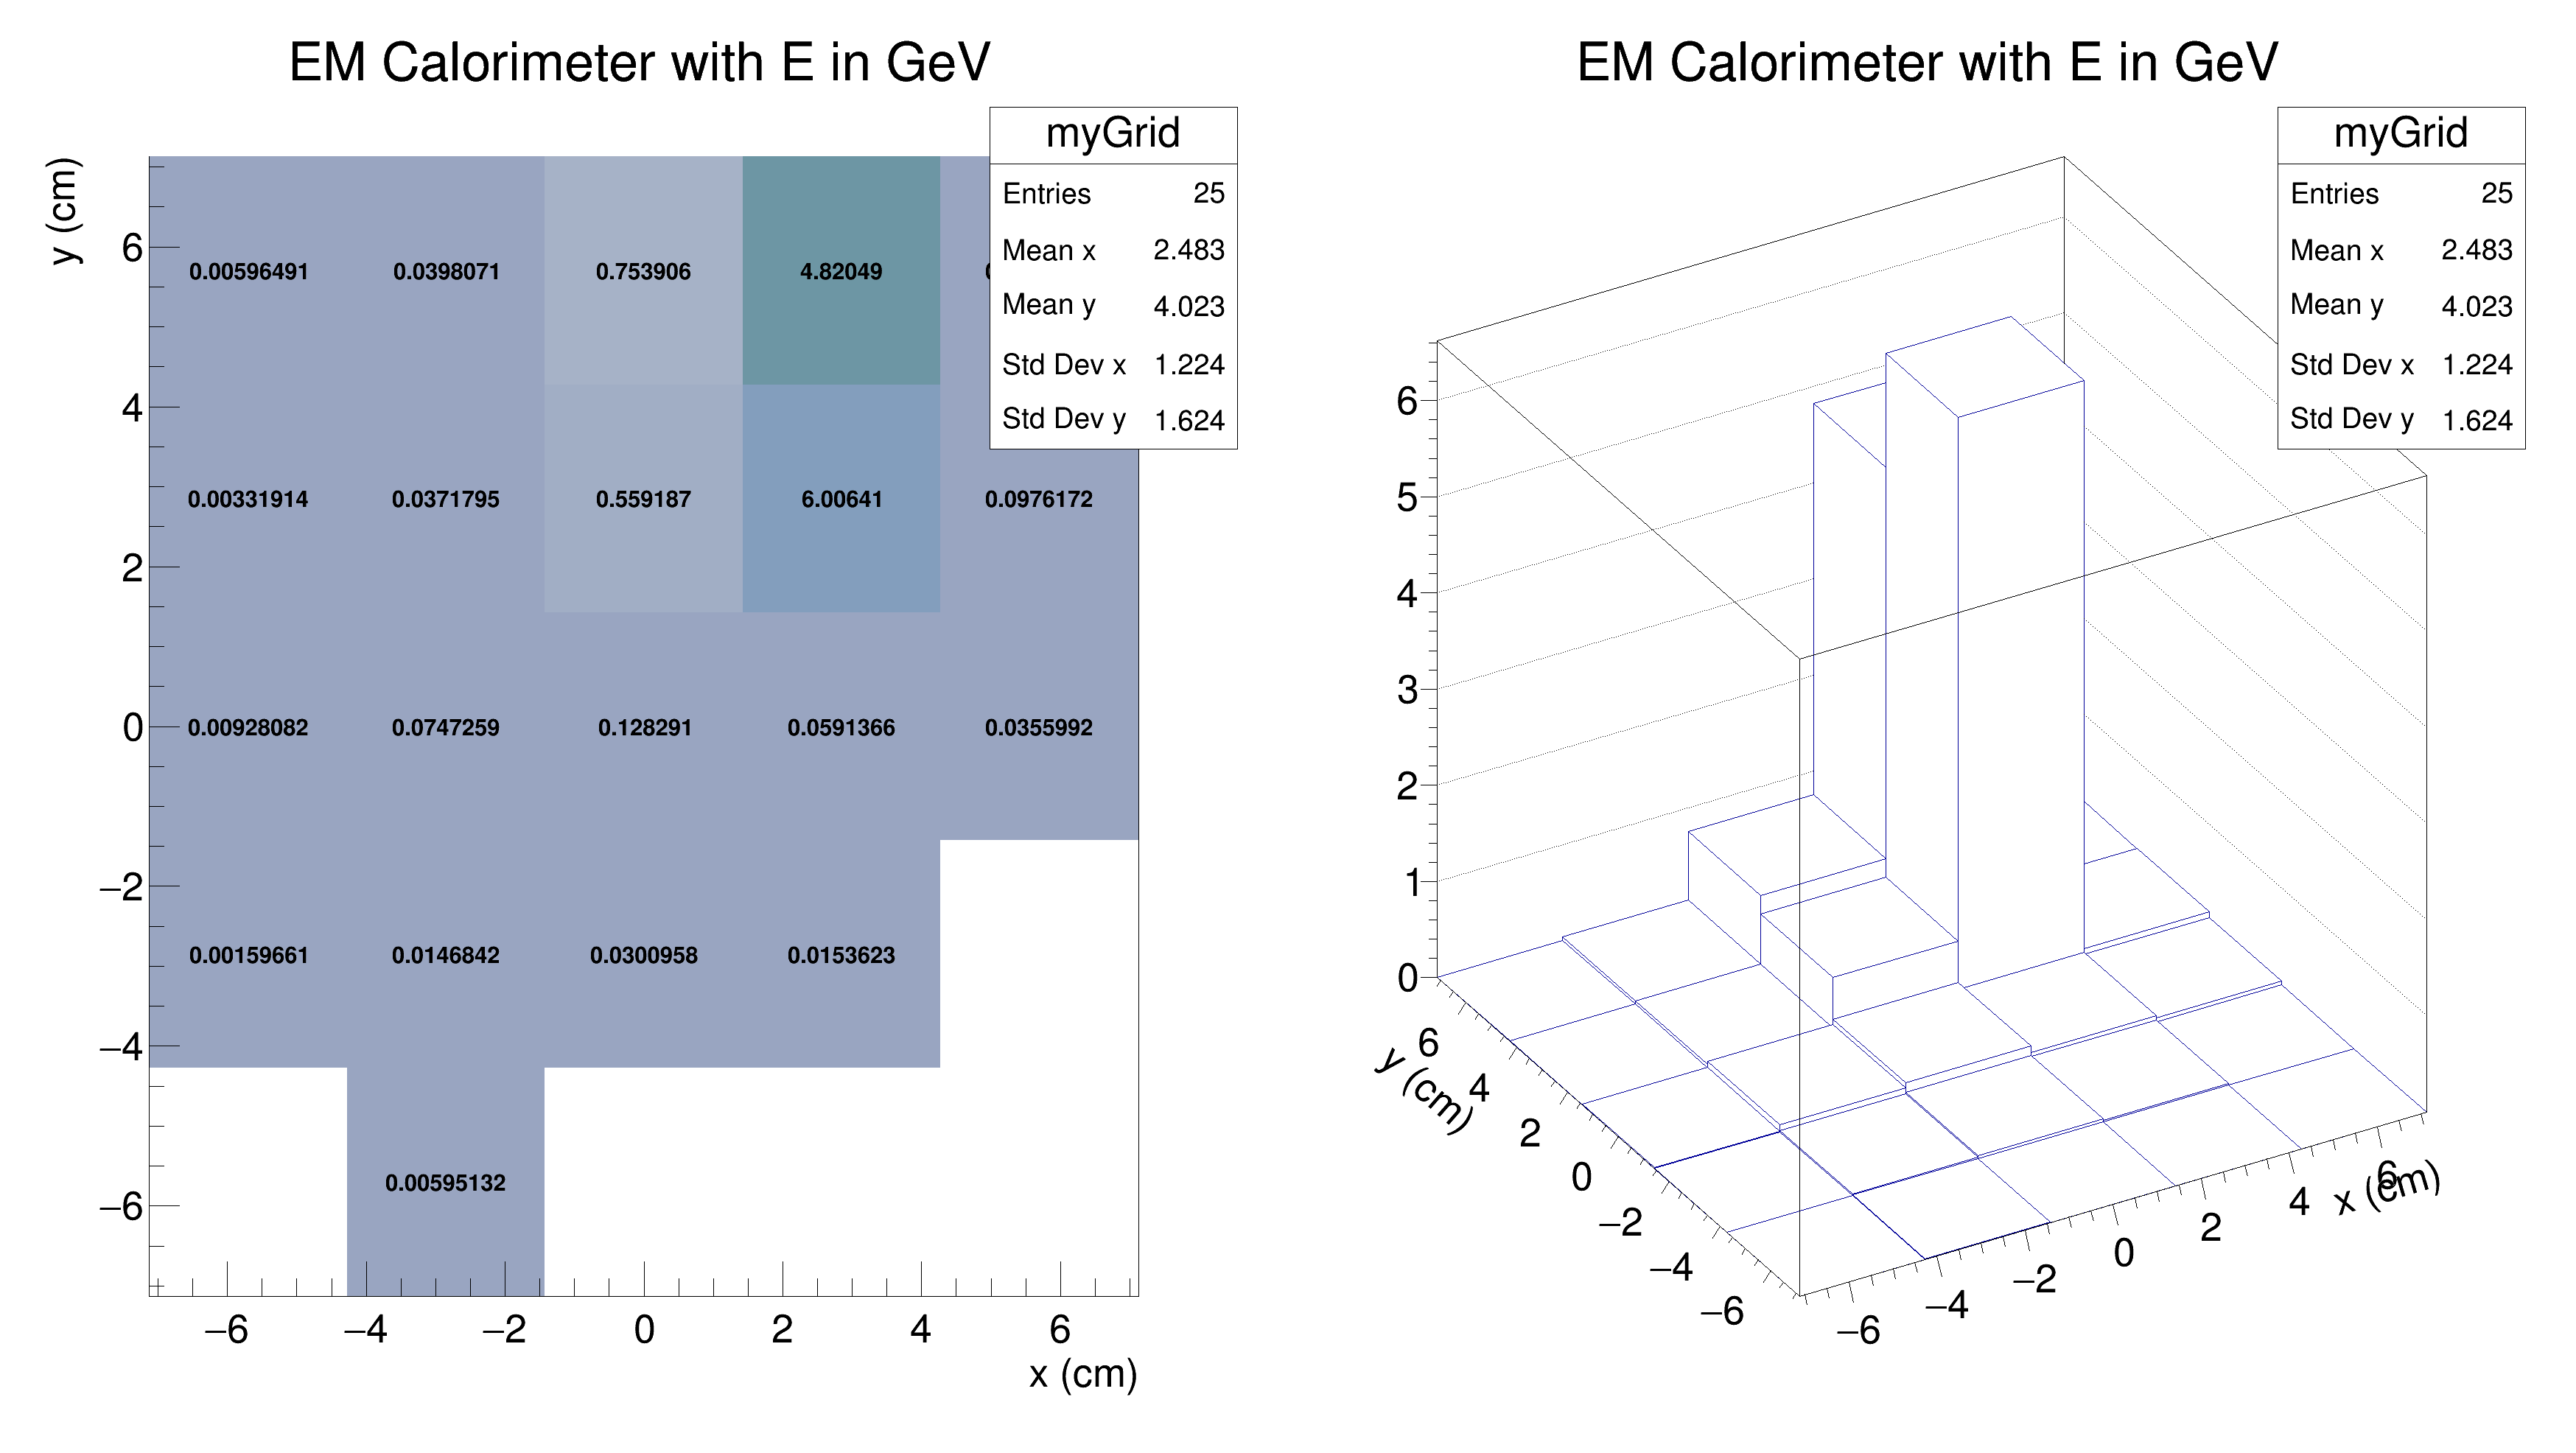 EM Calorimeter with E in GeV
myGrid
Entries 25
Mean x 2.483
Mean y 4.023
Std Dev x 1.224
Std Dev y 1.624
y (cm)
6
4
2
0
−2
−4
−6
0.00596491 0.0398071 0.753906 4.82049
0.00331914 0.0371795 0.559187 6.00641 0.0976172
0.00928082 0.0747259 0.128291 0.0591366 0.0355992
0.00159661 0.0146842 0.0300958 0.0153623
0.00595132
−6 −4 −2 0 2 4 6
x (cm)
EM Calorimeter with E in GeV
myGrid
Entries 25
Mean x 2.483
Mean y 4.023
Std Dev x 1.224
Std Dev y 1.624
6
5
4
3
2
1
0
y (cm)
6
4
2
0
−2
−4
−6
−6
−4
−2
0
2
4
6
x (cm)